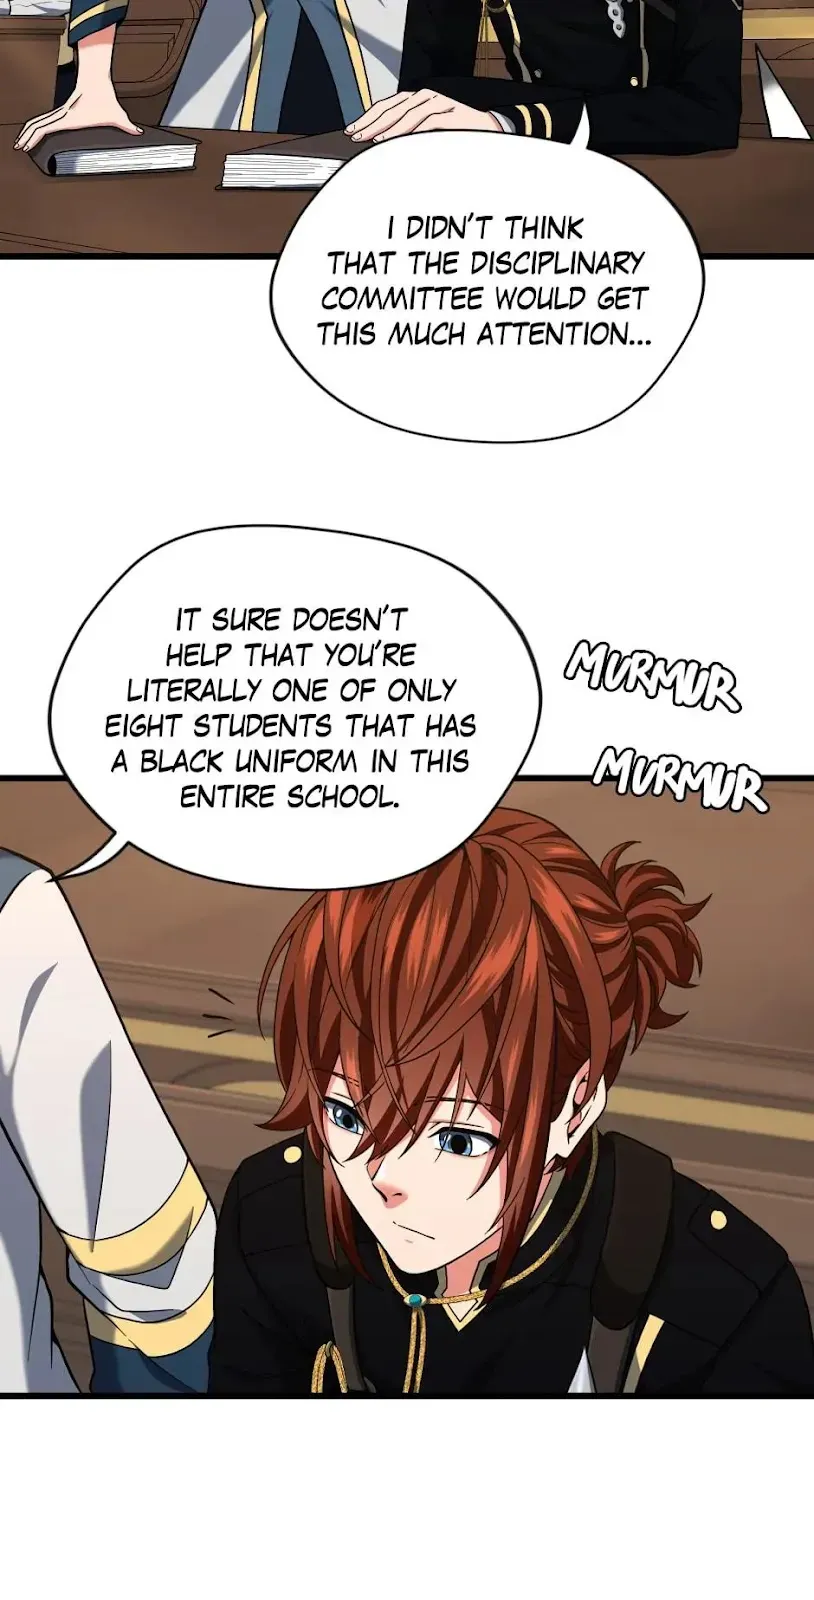 I DIDN'T THINK
THAT THE DISCIPLINARY
COMMITTEE WOULD GET
THIS MUCH ATTENTION...
IT SURE DOESN'T
HELP THAT YOU'RE
LITERALLY ONE OF ONLY
EIGHT STUDENTS THAT HAS
A BLACK UNIFORM IN THIS
ENTIRE SCHOOL.
MURMUR
MURMUR